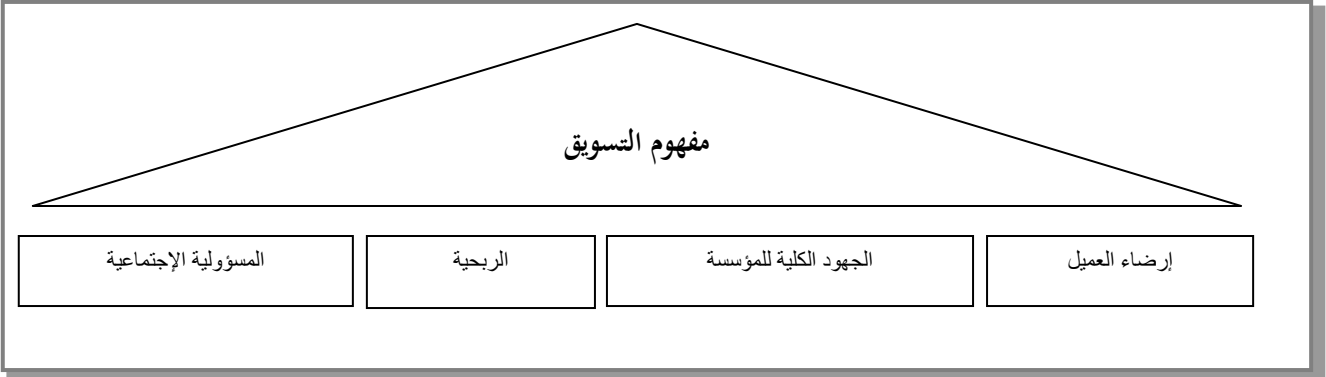 مفهوم التسويق
إرضاء العميل
الجهود الكلية للمؤسسة
الربحية
المسؤولية الإجتماعية